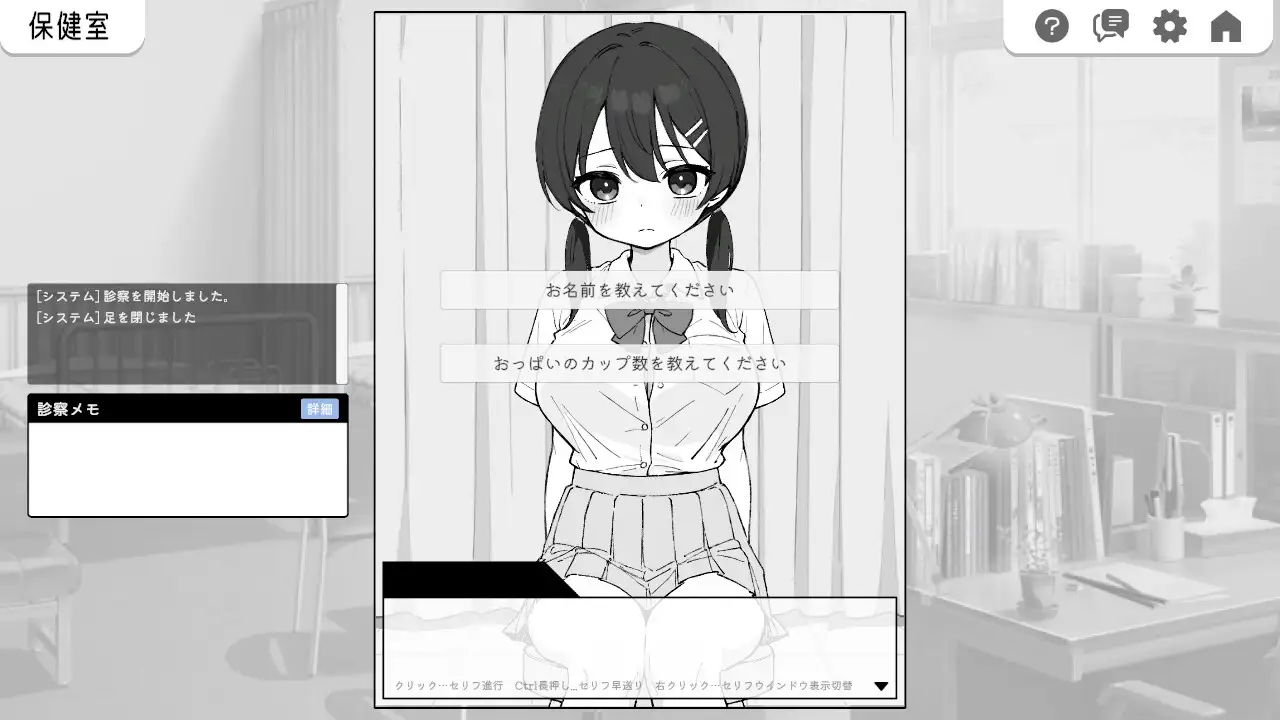 保健室
[システム] 診察を開始しました。
[システム] 足を閉じました
診察メモ
詳細
お名前を教えてください
おっぱいのカップ数を教えてください
クリック…セリフ進行 Ctrl長押し…セリフ早送り 右クリック…セリフウインドウ表示切替